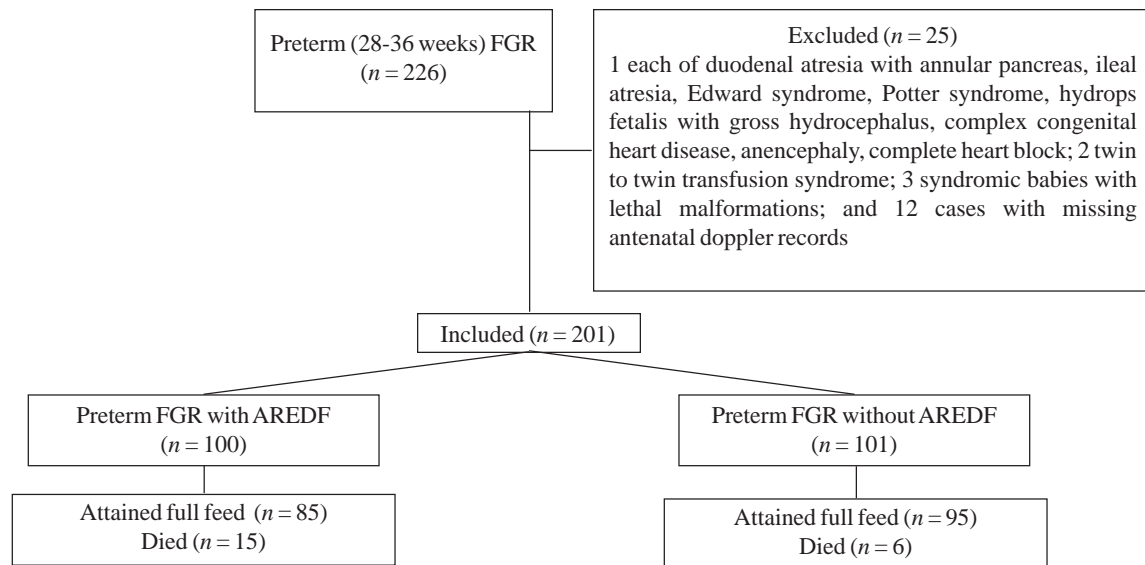 Preterm (28-36 weeks) FGR
(n = 226)
Excluded (n = 25)
1 each of duodenal atresia with annular pancreas, ileal
atresia, Edward syndrome, Potter syndrome, hydrops
fetalis with gross hydrocephalus, complex congenital
heart disease, anencephaly, complete heart block; 2 twin
to twin transfusion syndrome; 3 syndromic babies with
lethal malformations; and 12 cases with missing
antenatal doppler records
Included (n = 201)
Preterm FGR with AREDF
(n = 100)
Preterm FGR without AREDF
(n = 101)
Attained full feed (n = 85)
Died (n = 15)
Attained full feed (n = 95)
Died (n = 6)